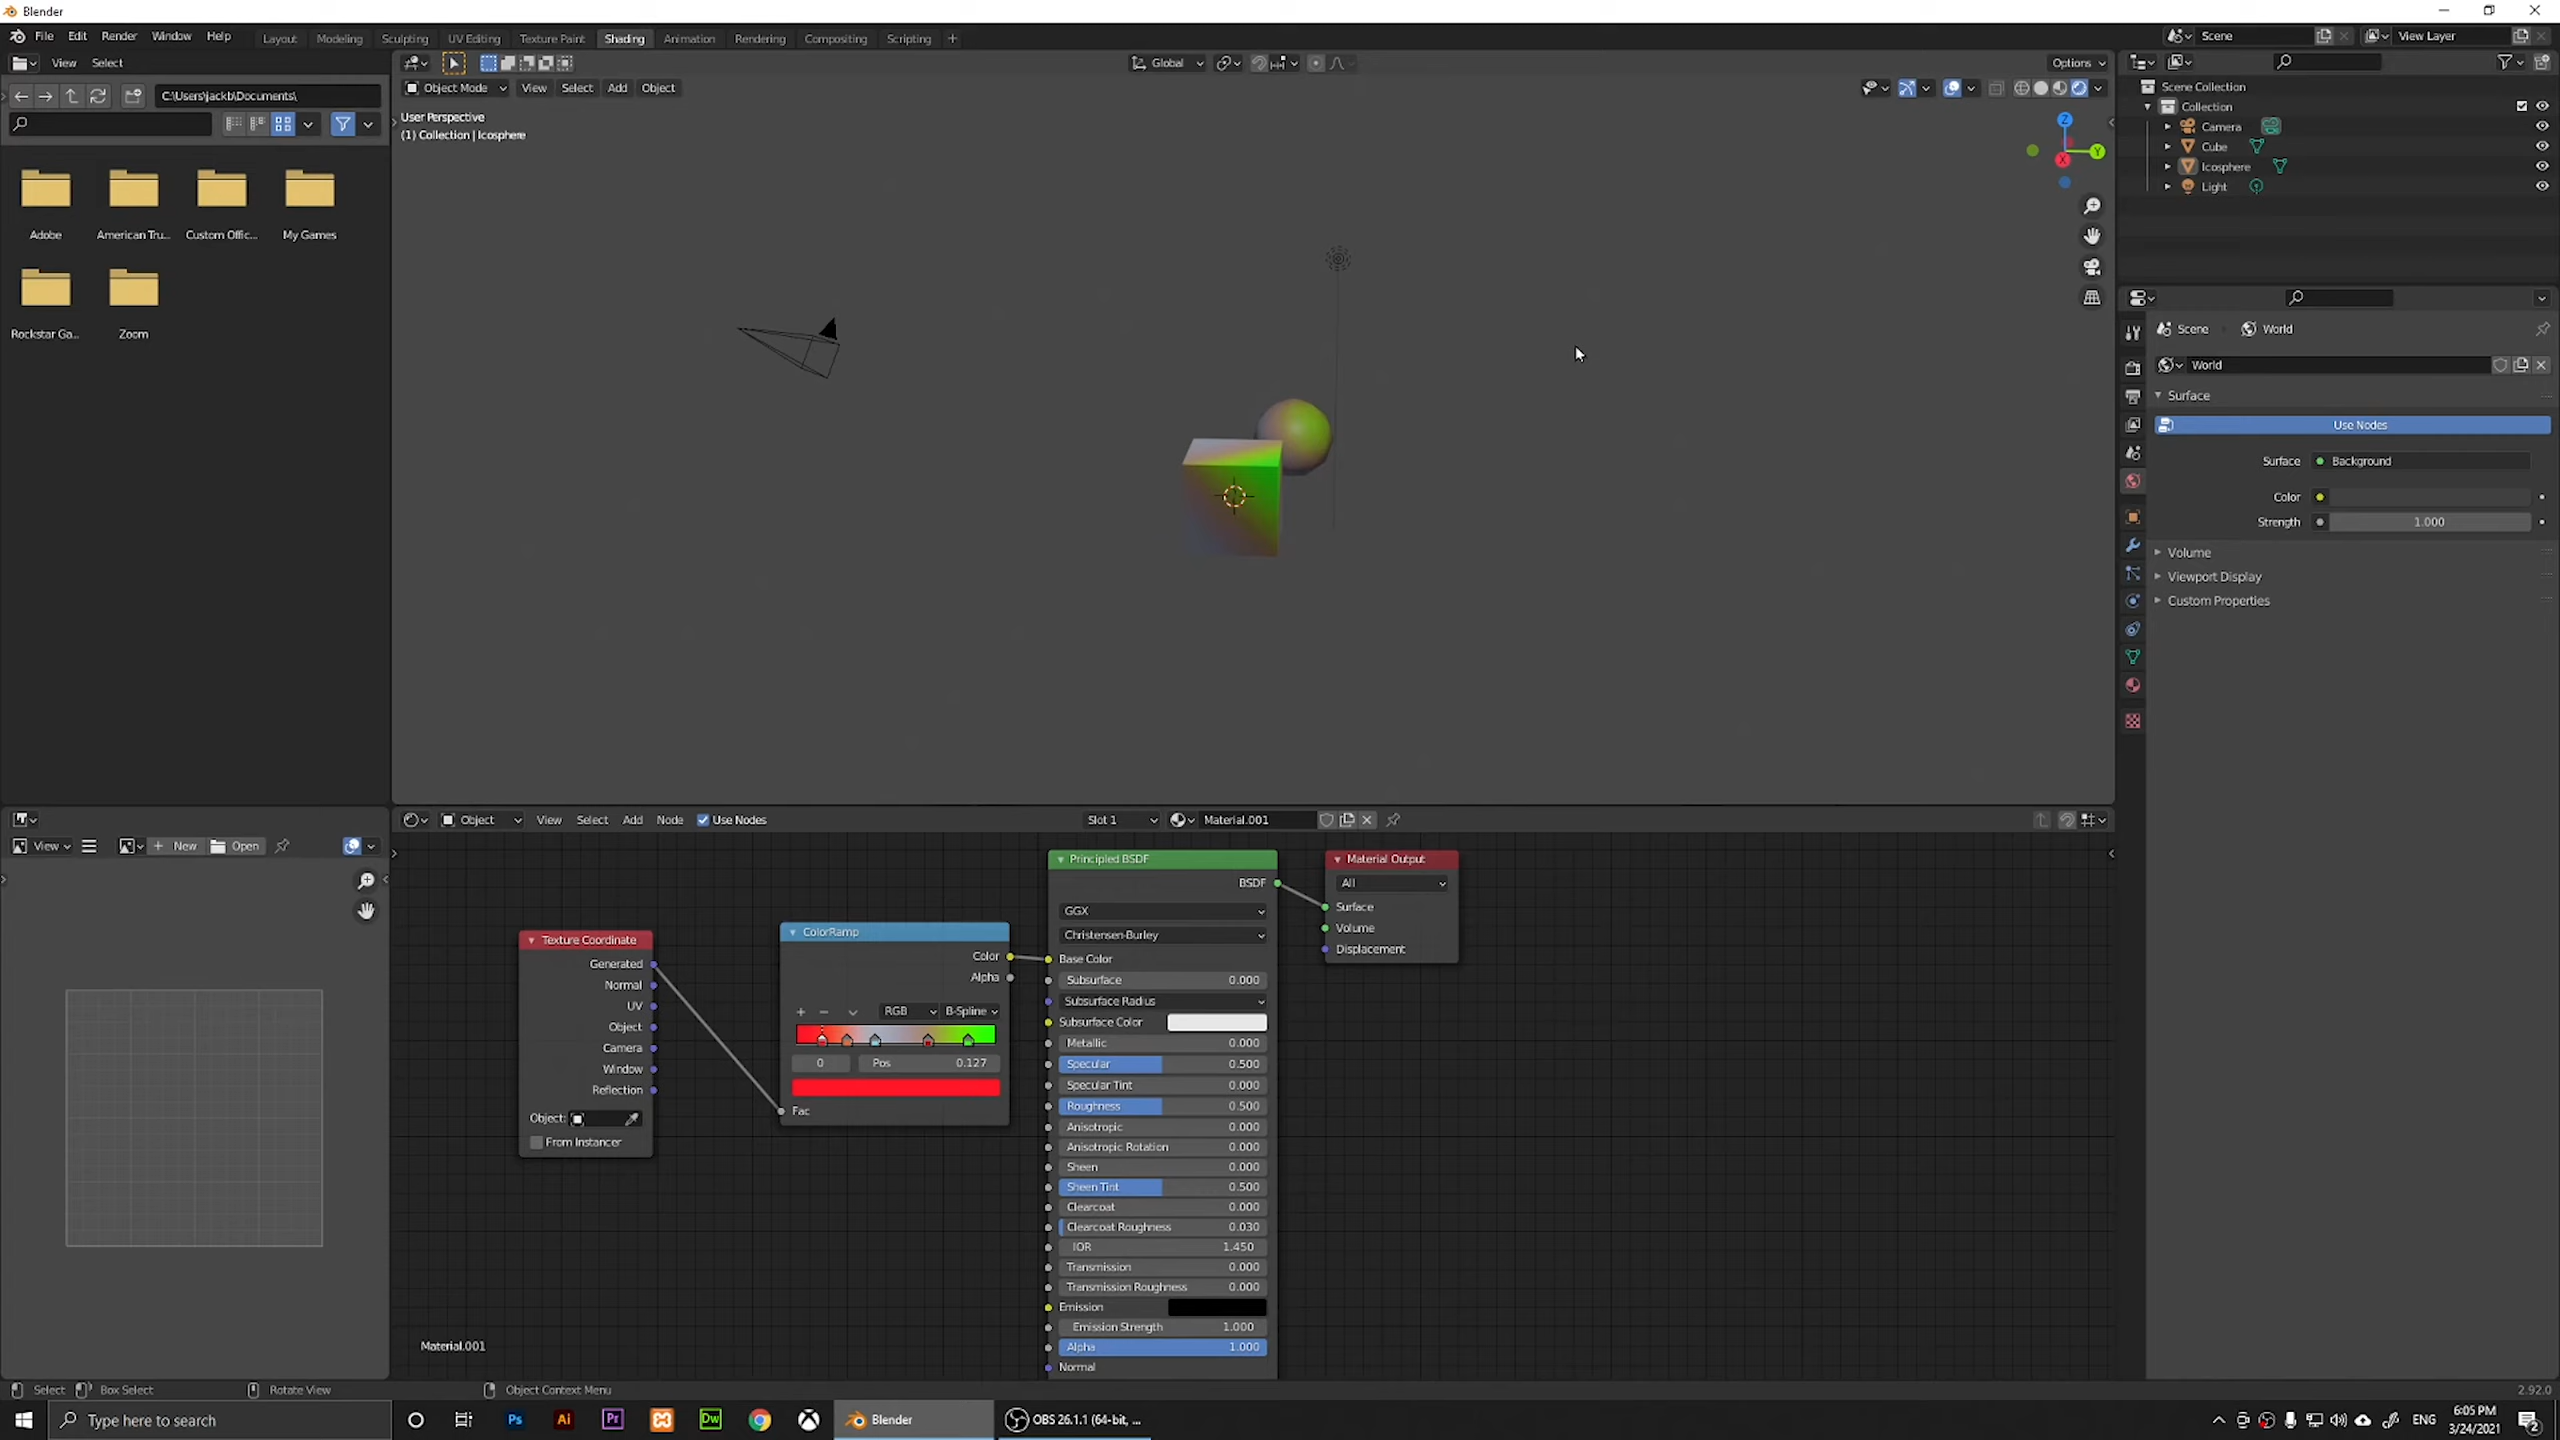 Blender
File Edit Render Window Help Layout Modeling Sculpting UV Editing Texture Paint Shading Animation Rendering Compositing Scripting + Scene View Layer
View Select Global Options
C:\Users\jackb\Documents\ Object Mode View Select Add Object
Scene Collection
User Perspective
(1) Collection | Icosphere
Collection
Camera
Cube
Icosphere
Light
Z
Y
X
Adobe American Tru... Custom Offic... My Games
Rockstar Ga... Zoom
Scene World
World
Surface
Use Nodes
Surface Background
Color
Strength 1.000
Volume
Viewport Display
Custom Properties
Object View Select Add Node Use Nodes Slot 1 Material.001
View New Open
Texture Coordinate
Generated
Normal
UV
Object
Camera
Window
Reflection
Object:
From Instancer
ColorRamp
Color
Alpha
+ − RGB B-Spline
0 Pos 0.127
Fac
Principled BSDF
BSDF
GGX
Christensen-Burley
Base Color
Subsurface 0.000
Subsurface Radius
Subsurface Color
Metallic 0.000
Specular 0.500
Specular Tint 0.000
Roughness 0.500
Anisotropic 0.000
Anisotropic Rotation 0.000
Sheen 0.000
Sheen Tint 0.500
Clearcoat 0.000
Clearcoat Roughness 0.030
IOR 1.450
Transmission 0.000
Transmission Roughness 0.000
Emission
Emission Strength 1.000
Alpha 1.000
Normal
Material Output
All
Surface
Volume
Displacement
Material.001
Select Box Select Rotate View Object Context Menu 2.92.0
Type here to search Ps Ai Pr Dw Blender OBS 26.1.1 (64-bit, ... ENG 6:05 PM
3/24/2021
2